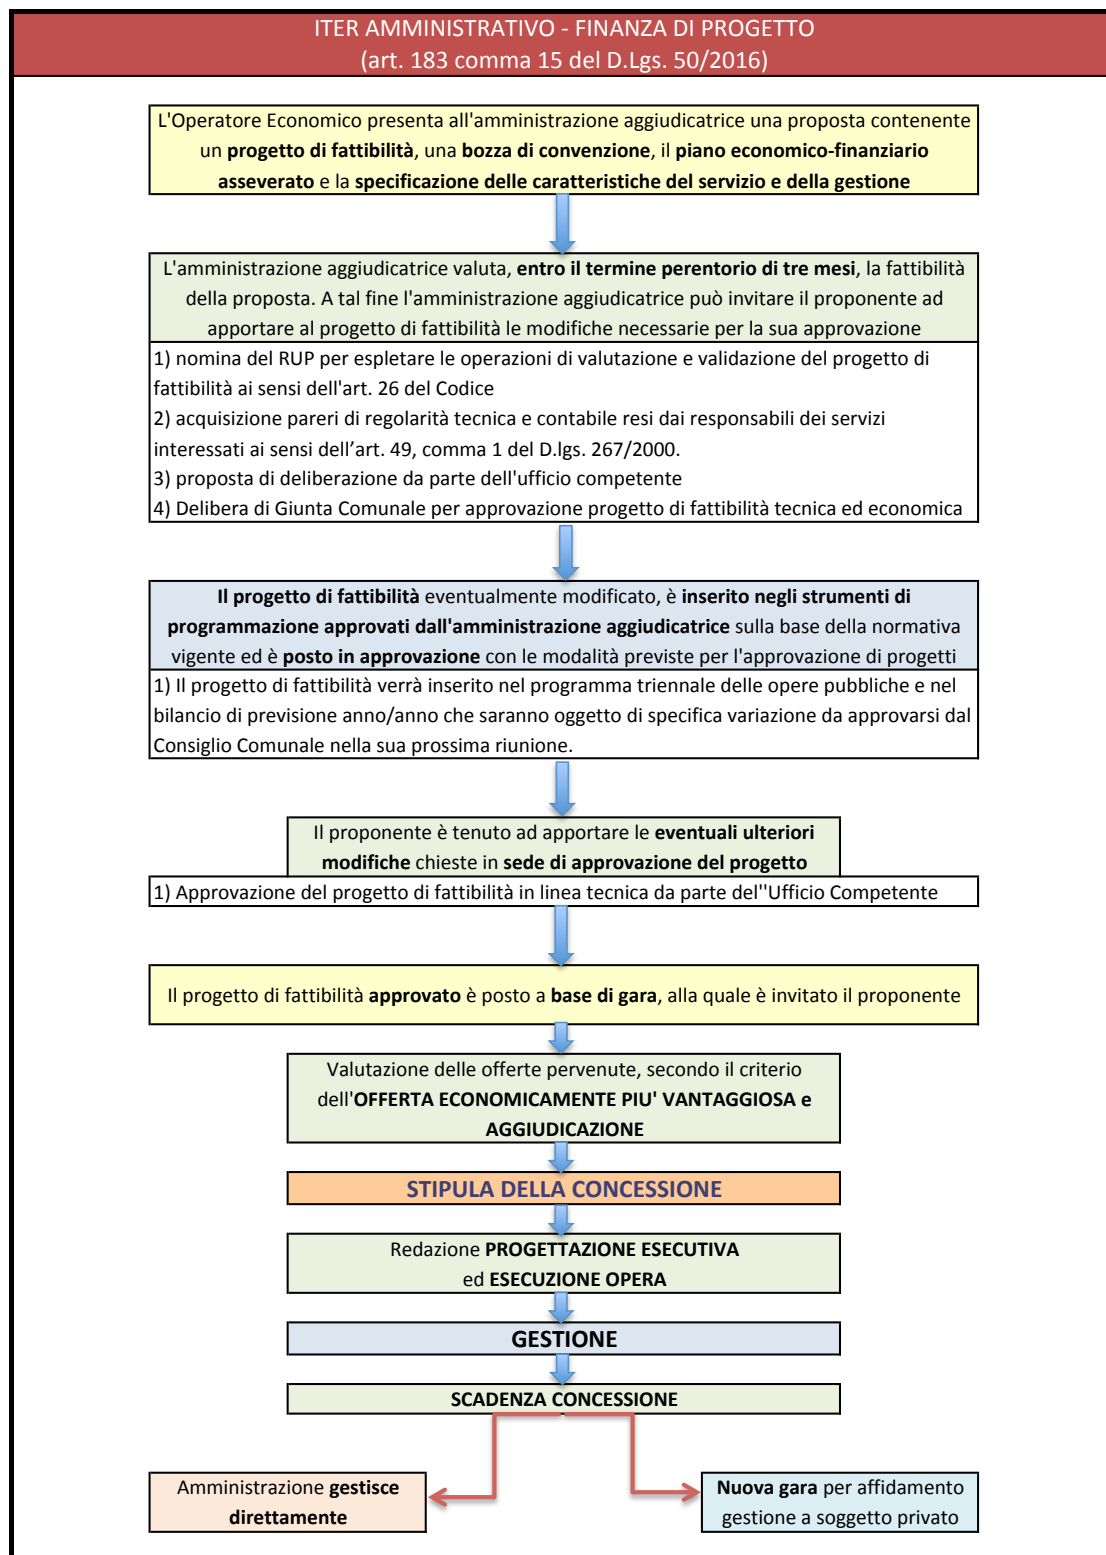 ITER AMMINISTRATIVO - FINANZA DI PROGETTO
(art. 183 comma 15 del D.Lgs. 50/2016)
L'Operatore Economico presenta all'amministrazione aggiudicatrice una proposta contenente
un progetto di fattibilità, una bozza di convenzione, il piano economico-finanziario
asseverato e la specificazione delle caratteristiche del servizio e della gestione
L'amministrazione aggiudicatrice valuta, entro il termine perentorio di tre mesi, la fattibilità
della proposta. A tal fine l'amministrazione aggiudicatrice può invitare il proponente ad
apportare al progetto di fattibilità le modifiche necessarie per la sua approvazione
1) nomina del RUP per espletare le operazioni di valutazione e validazione del progetto di
fattibilità ai sensi dell'art. 26 del Codice
2) acquisizione pareri di regolarità tecnica e contabile resi dai responsabili dei servizi
interessati ai sensi dell’art. 49, comma 1 del D.lgs. 267/2000.
3) proposta di deliberazione da parte dell'ufficio competente
4) Delibera di Giunta Comunale per approvazione progetto di fattibilità tecnica ed economica
Il progetto di fattibilità eventualmente modificato, è inserito negli strumenti di
programmazione approvati dall'amministrazione aggiudicatrice sulla base della normativa
vigente ed è posto in approvazione con le modalità previste per l'approvazione di progetti
1) Il progetto di fattibilità verrà inserito nel programma triennale delle opere pubbliche e nel
bilancio di previsione anno/anno che saranno oggetto di specifica variazione da approvarsi dal
Consiglio Comunale nella sua prossima riunione.
Il proponente è tenuto ad apportare le eventuali ulteriori
modifiche chieste in sede di approvazione del progetto
1) Approvazione del progetto di fattibilità in linea tecnica da parte del''Ufficio Competente
Il progetto di fattibilità approvato è posto a base di gara, alla quale è invitato il proponente
Valutazione delle offerte pervenute, secondo il criterio
dell'OFFERTA ECONOMICAMENTE PIU' VANTAGGIOSA e
AGGIUDICAZIONE
STIPULA DELLA CONCESSIONE
Redazione PROGETTAZIONE ESECUTIVA
ed ESECUZIONE OPERA
GESTIONE
SCADENZA CONCESSIONE
Amministrazione gestisce
direttamente
Nuova gara per affidamento
gestione a soggetto privato